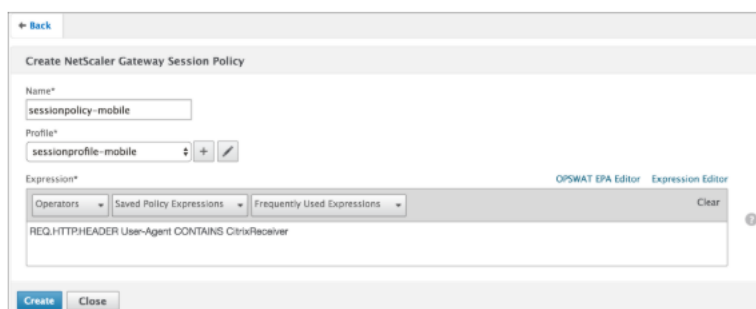 Back
Create NetScaler Gateway Session Policy
Name*
sessionpolicy-mobile
Profile*
sessionprofile-mobile
Expression* OPSWAT EPA Editor Expression Editor
Operators Saved Policy Expressions Frequently Used Expressions Clear
REQ.HTTP.HEADER User-Agent CONTAINS CitrixReceiver
Create Close